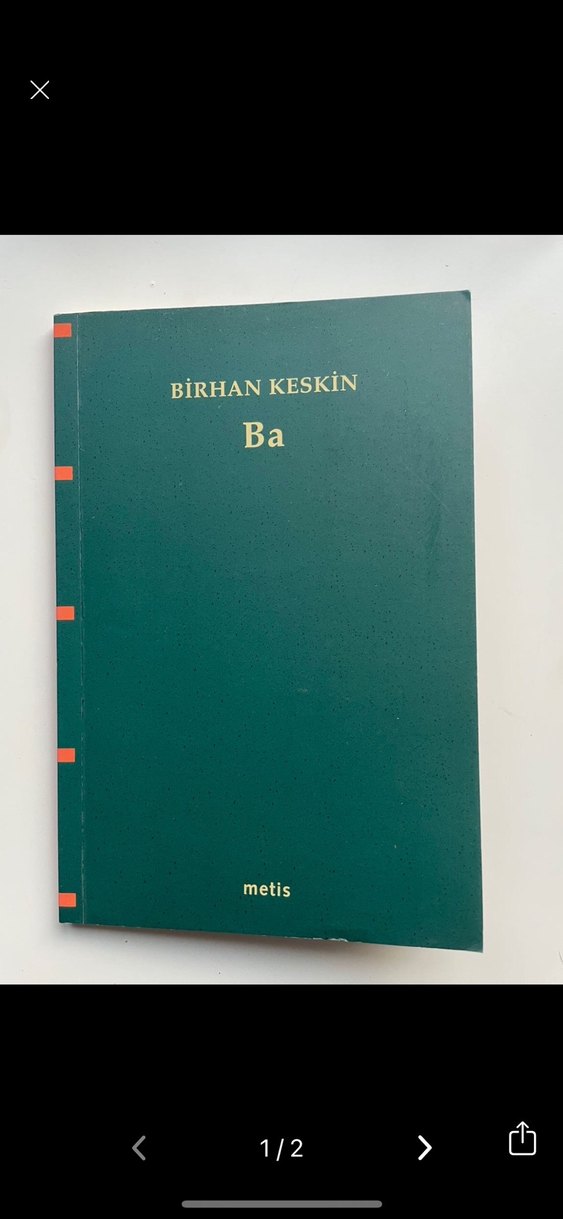 BİRHAN KESKİN
Ba
metis
1/2